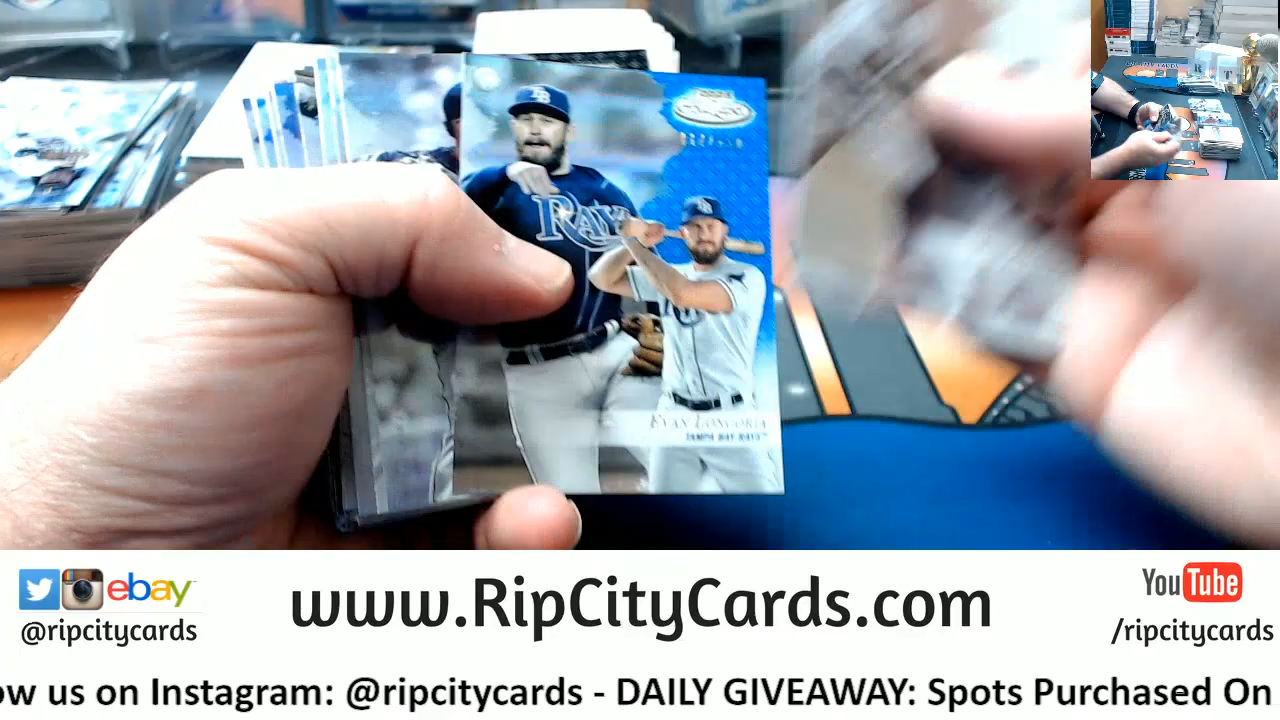 RAYS
EVAN LONGORIA
TAMPA BAY RAYS™
ebay
@ripcitycards
www.RipCityCards.com
YouTube
/ripcitycards
ow us on Instagram: @ripcitycards - DAILY GIVEAWAY: Spots Purchased On